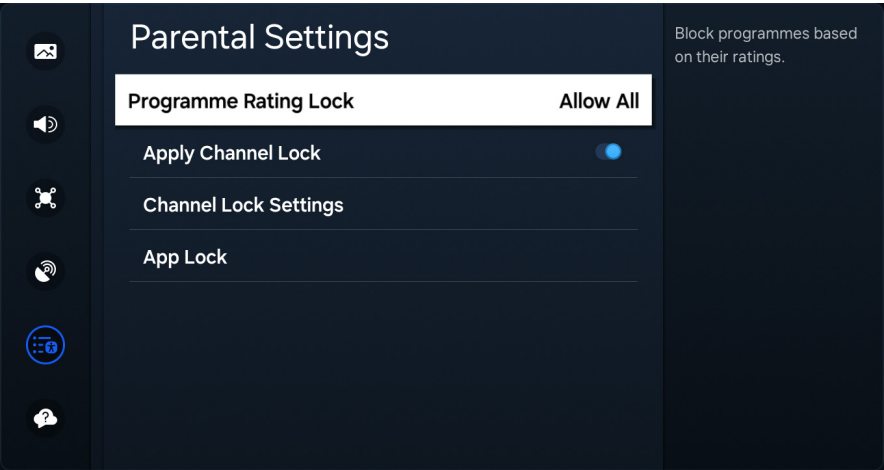 Parental Settings
Block programmes based
on their ratings.
Programme Rating Lock Allow All
Apply Channel Lock
Channel Lock Settings
App Lock